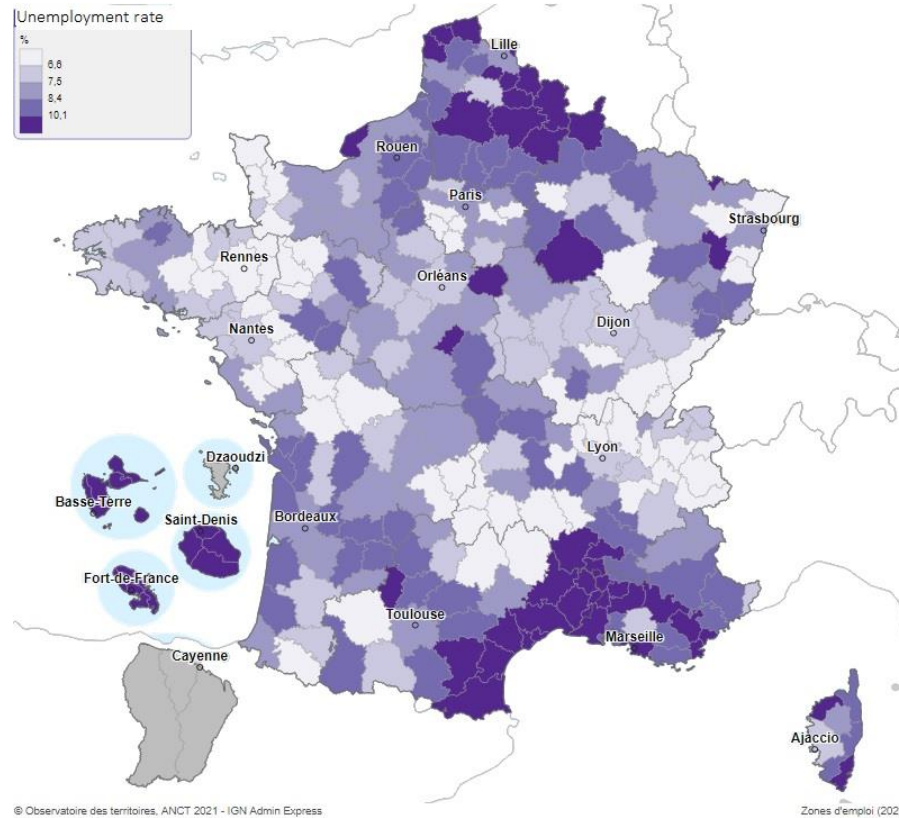 Unemployment rate
%
6,6
7,5
8,4
10,1
Lille
Rouen
Paris
Strasbourg
Rennes
Orléans
Nantes
Dijon
Dzaoudzi
Lyon
Basse-Terre
Saint-Denis
Bordeaux
Fort-de-France
Toulouse
Marseille
Cayenne
Ajaccio
© Observatoire des territoires, ANCT 2021 - IGN Admin Express
Zones d'emploi (202